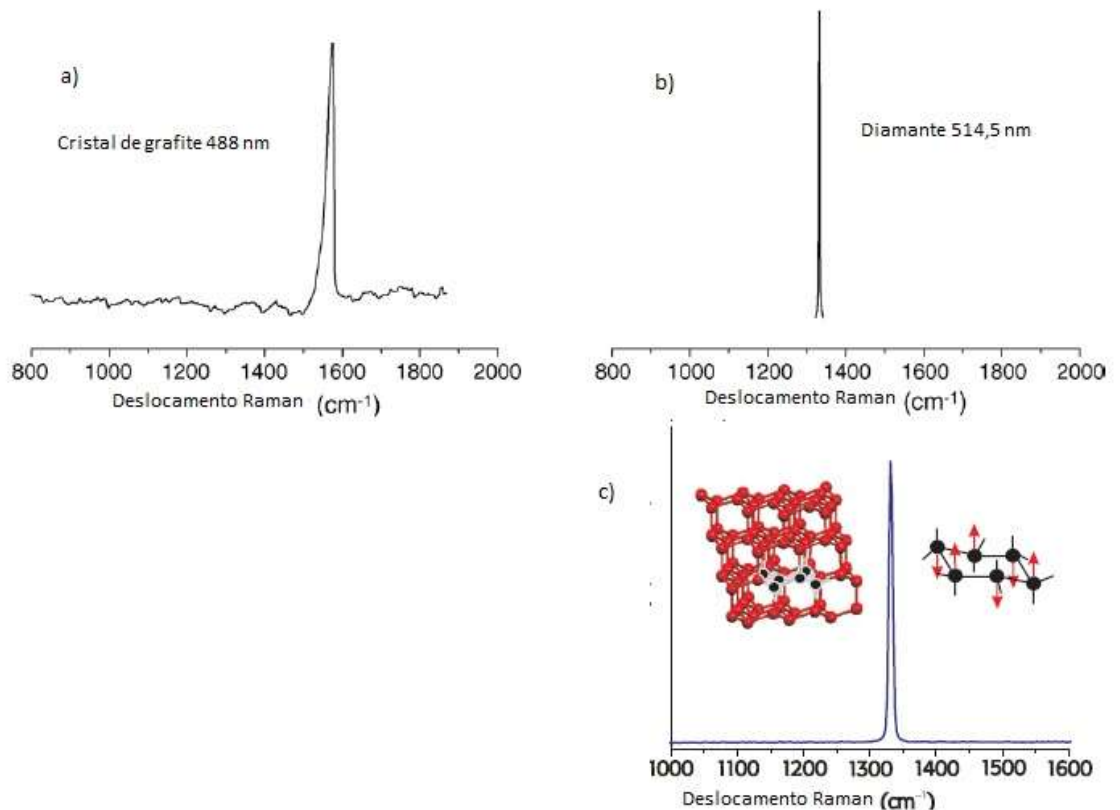 a)
Cristal de grafite 488 nm
800 1000 1200 1400 1600 1800 2000
Deslocamento Raman (cm⁻¹)
b)
Diamante 514,5 nm
800 1000 1200 1400 1600 1800 2000
Deslocamento Raman (cm⁻¹)
c)
1000 1100 1200 1300 1400 1500 1600
Deslocamento Raman (cm⁻¹)